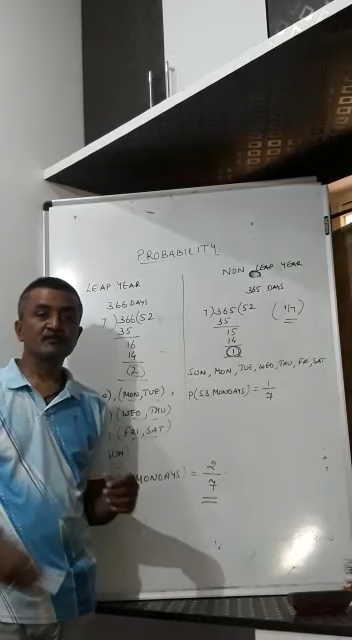 PROBABILITY
LEAP YEAR
366 DAYS
7 ) 366 ( 52
35
16
14
2
(MON, TUE),
(WED, THU)
(FRI, SAT)
SUN)
MONDAYS) = 2/7
NON LEAP YEAR
365 DAYS
7 ) 365 ( 52
35
15
14
1
(1/7)
SUN, MON, TUE, WED, THU, FRI, SAT
P(53 MONDAYS) = 1/7